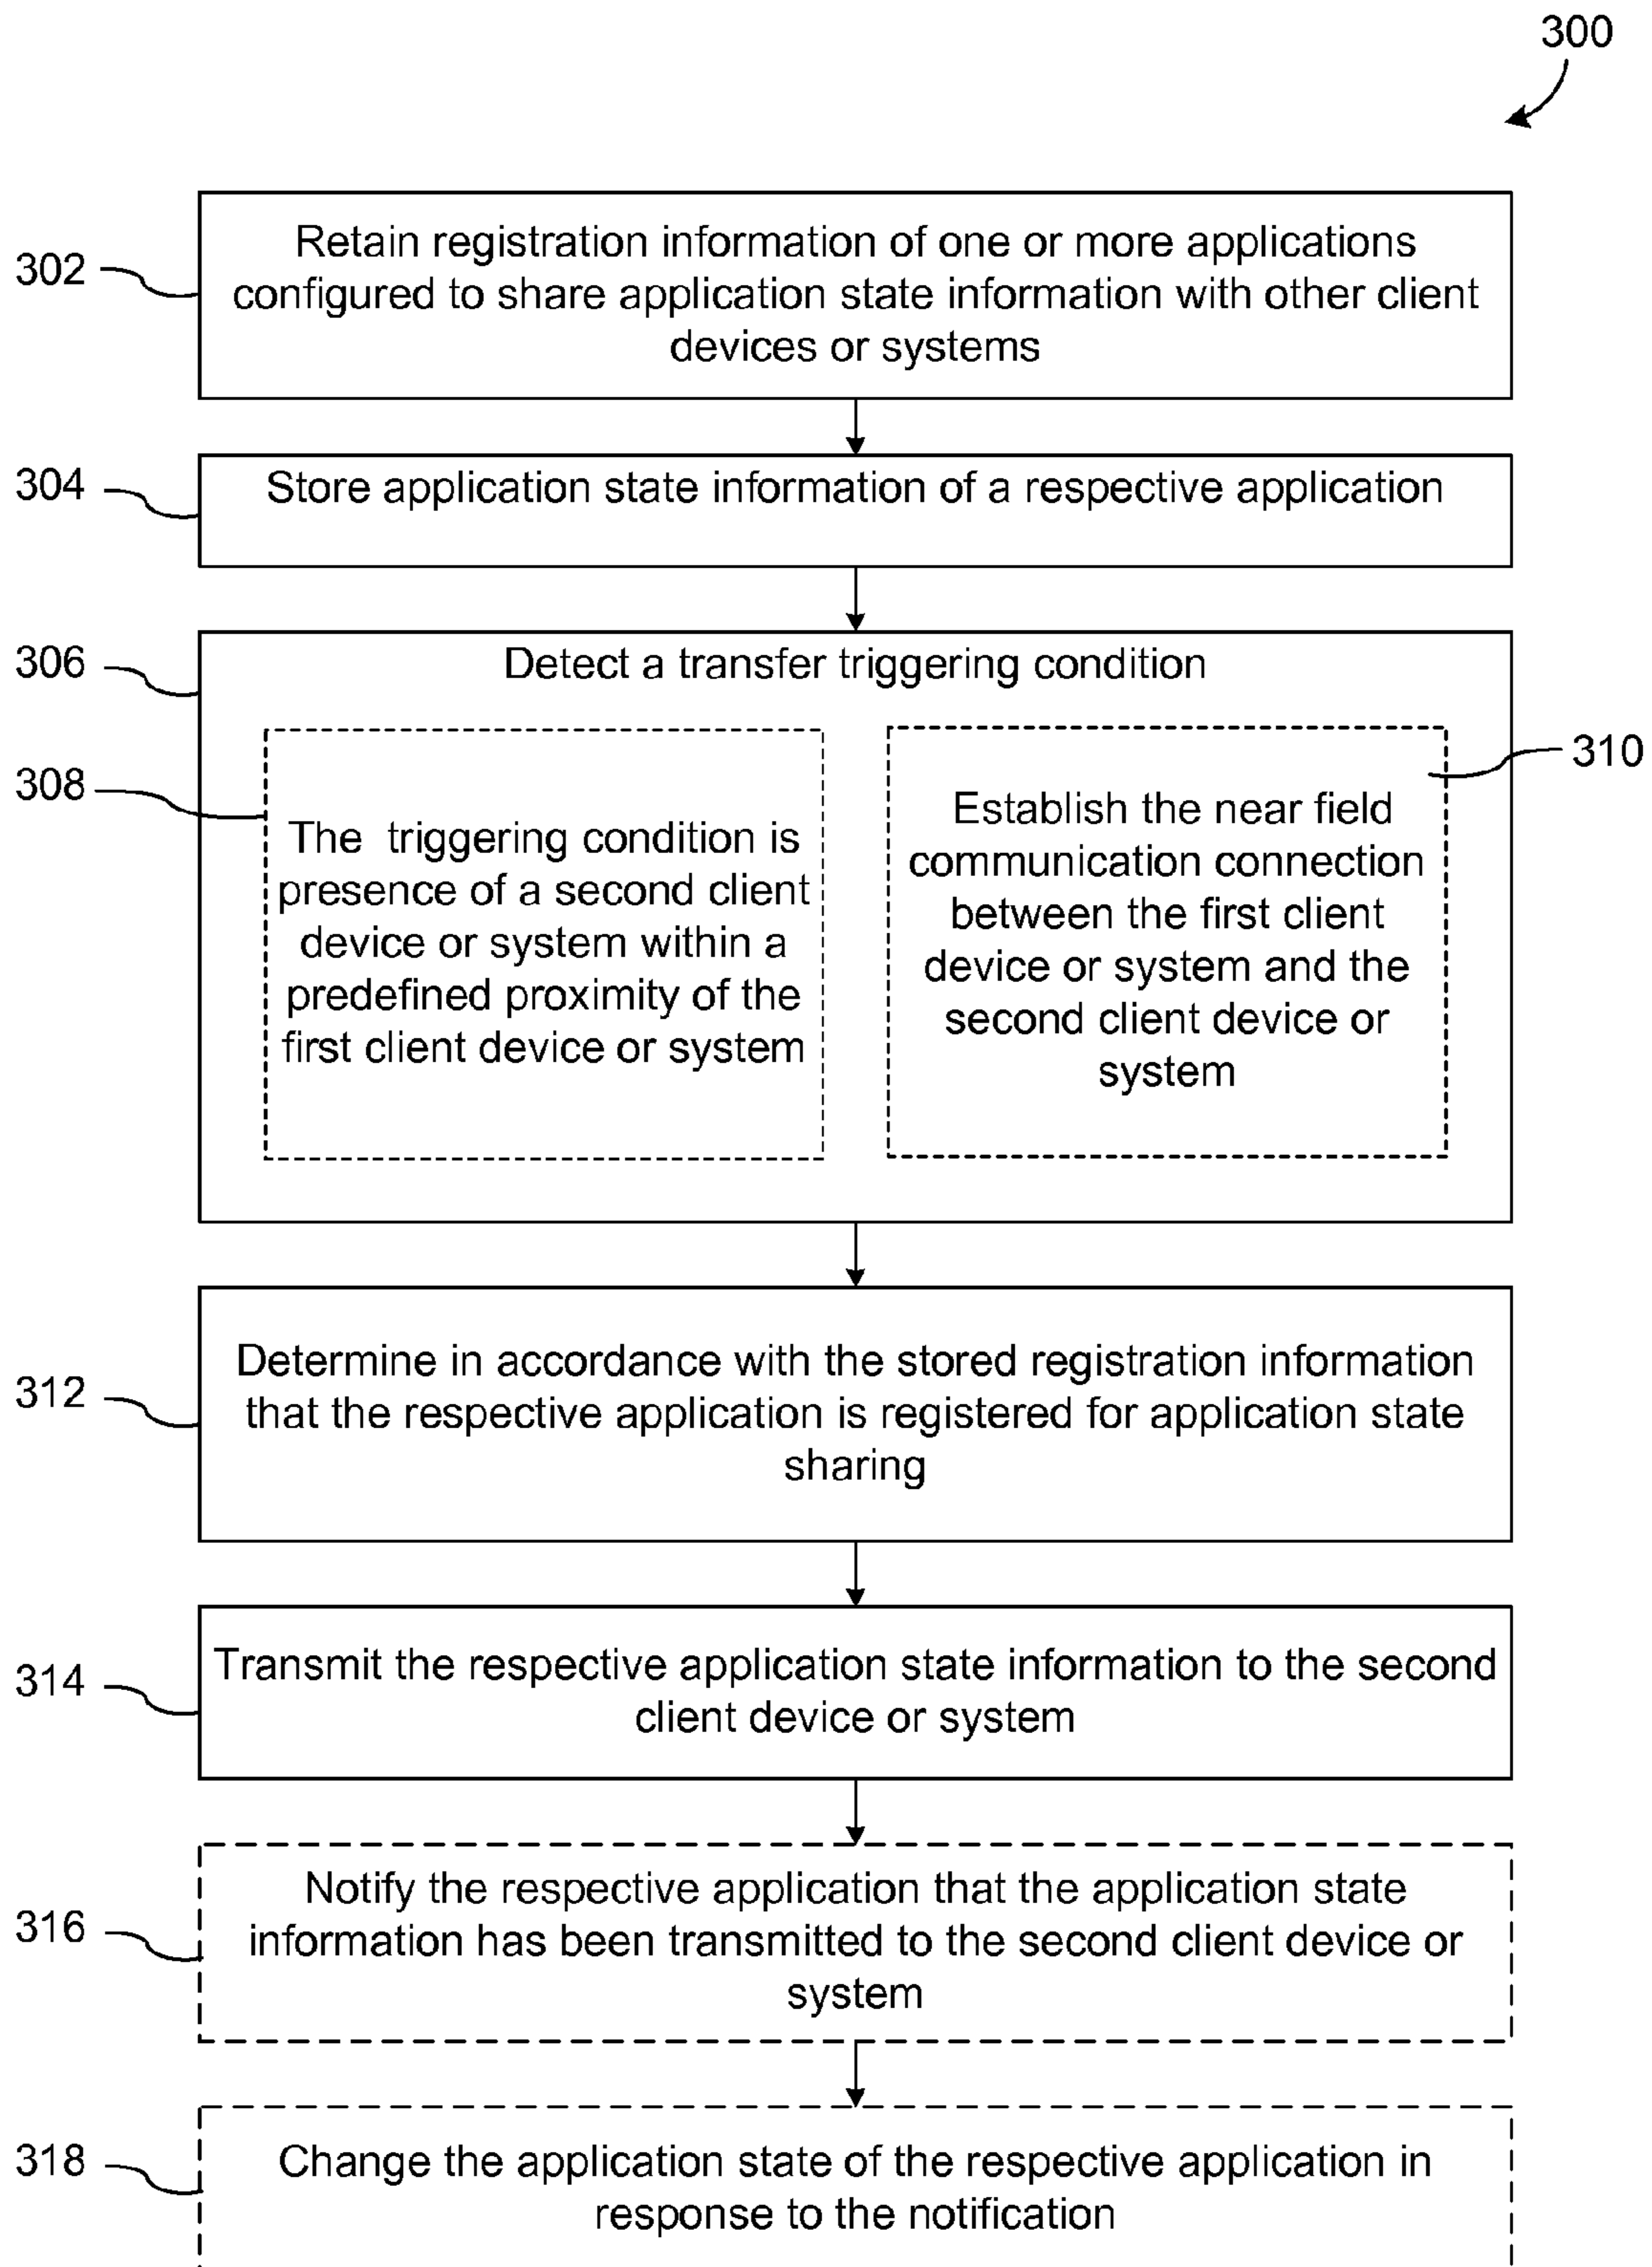 300
302
Retain registration information of one or more applications
configured to share application state information with other client
devices or systems
304
Store application state information of a respective application
306
Detect a transfer triggering condition
308
The triggering condition is
presence of a second client
device or system within a
predefined proximity of the
first client device or system
310
Establish the near field
communication connection
between the first client
device or system and the
second client device or
system
312
Determine in accordance with the stored registration information
that the respective application is registered for application state
sharing
314
Transmit the respective application state information to the second
client device or system
316
Notify the respective application that the application state
information has been transmitted to the second client device or
system
318
Change the application state of the respective application in
response to the notification